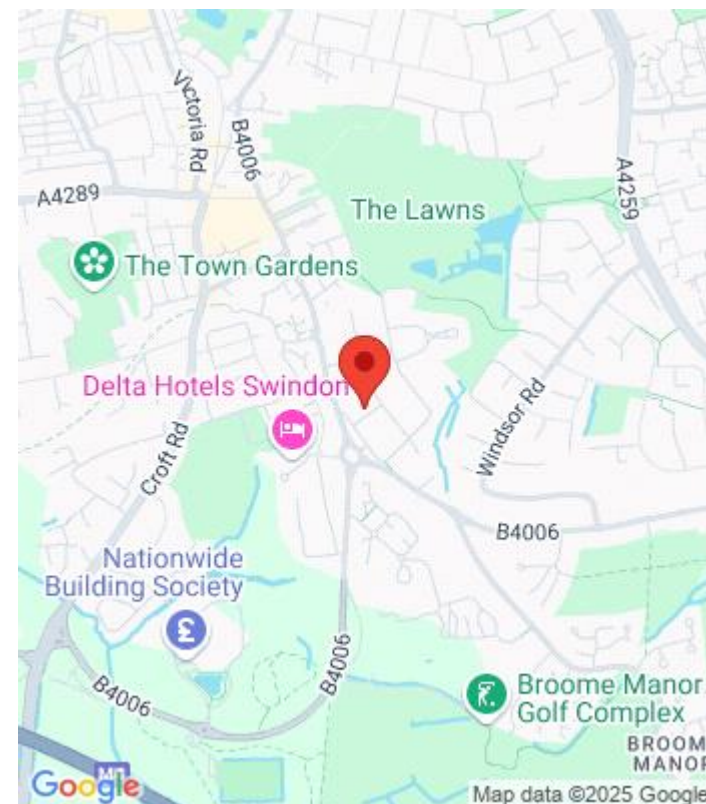 Victoria Rd
B4006
A4289
The Lawns
A4259
The Town Gardens
Delta Hotels Swindon
Croft Rd
Windsor Rd
B4006
Nationwide
Building Society
£
B4006
B4006
Broome Manor
Golf Complex
BROOM
MANOR
Google
Map data ©2025 Google